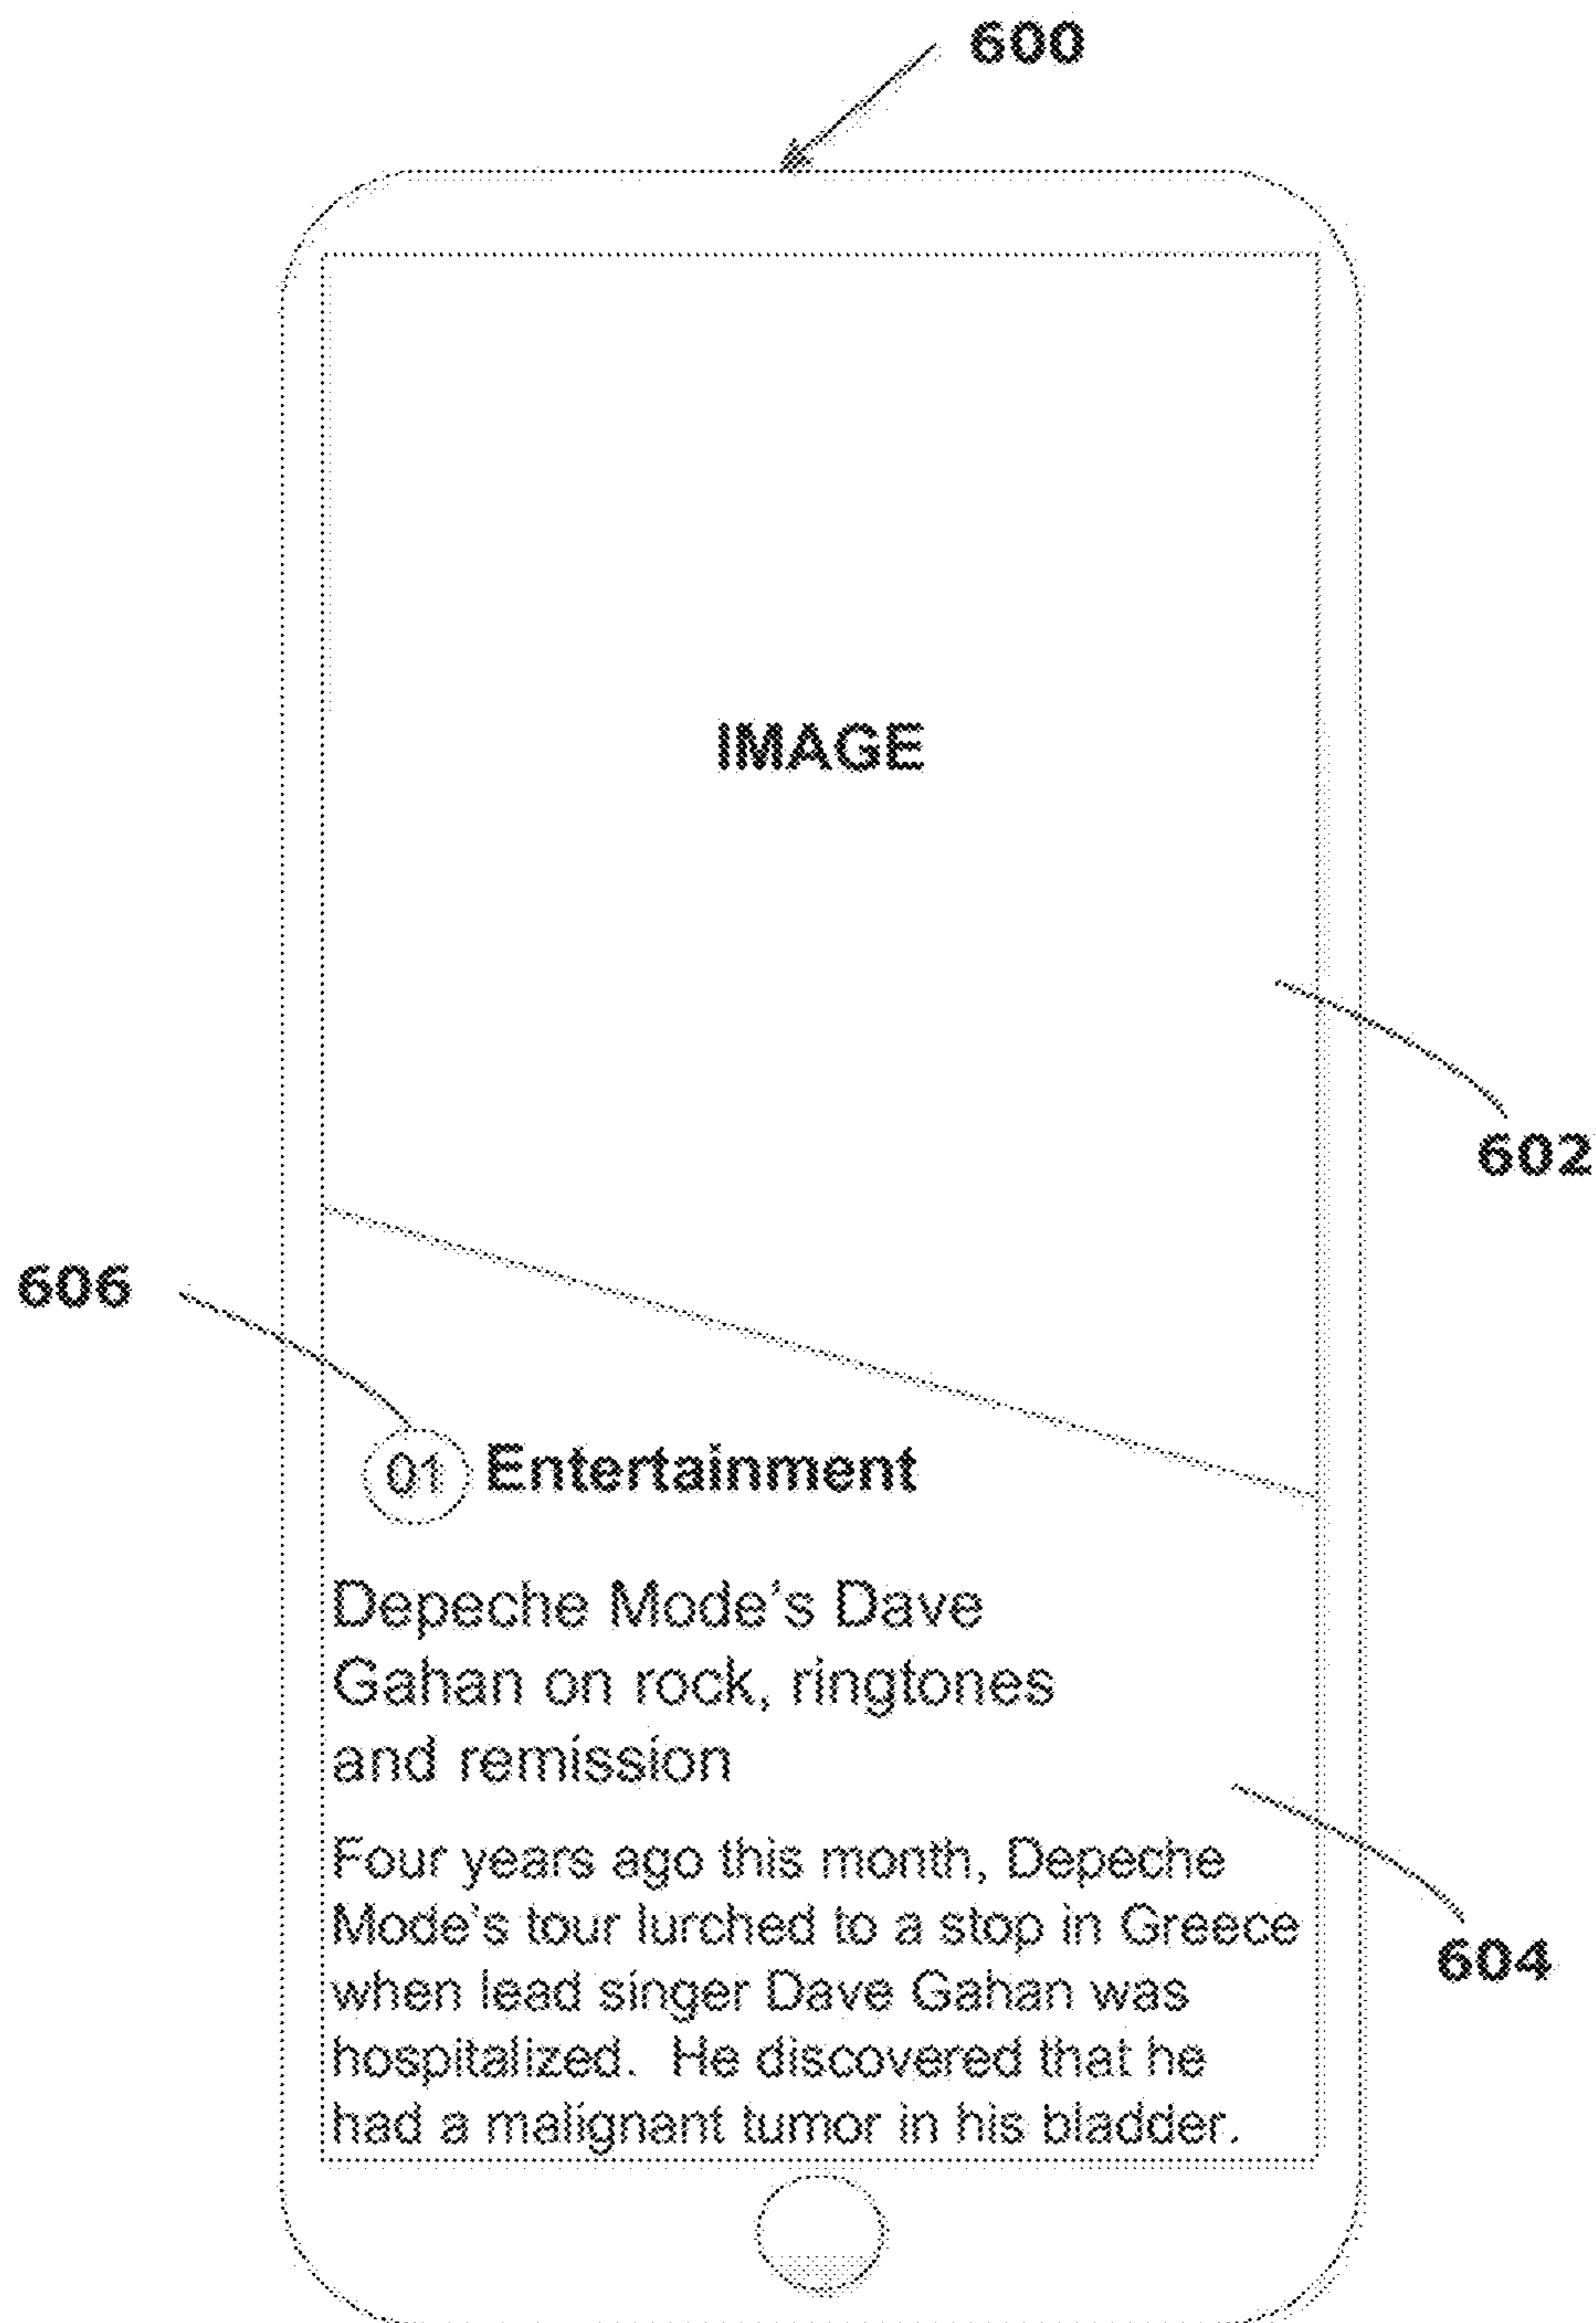 600
IMAGE
602
606
01 Entertainment
Depeche Mode's Dave
Gahan on rock, ringtones
and remission
Four years ago this month, Depeche
Mode's tour lurched to a stop in Greece
when lead singer Dave Gahan was
hospitalized.  He discovered that he
had a malignant tumor in his bladder.
604